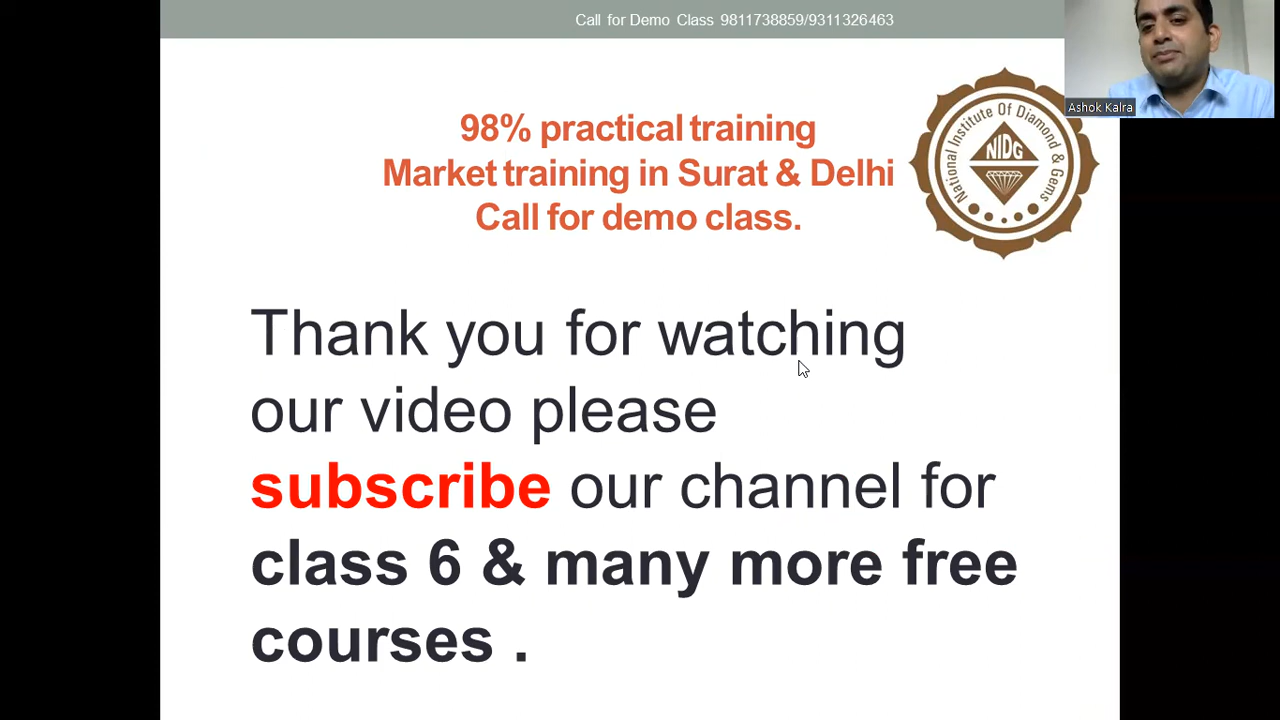 Call for Demo Class 9811738859/9311326463
Ashok Kalra
98% practical training
Market training in Surat & Delhi
Call for demo class.
National Institute Of Diamond & Gems
NIDG
Thank you for watching
our video please
subscribe our channel for
class 6 & many more free
courses .